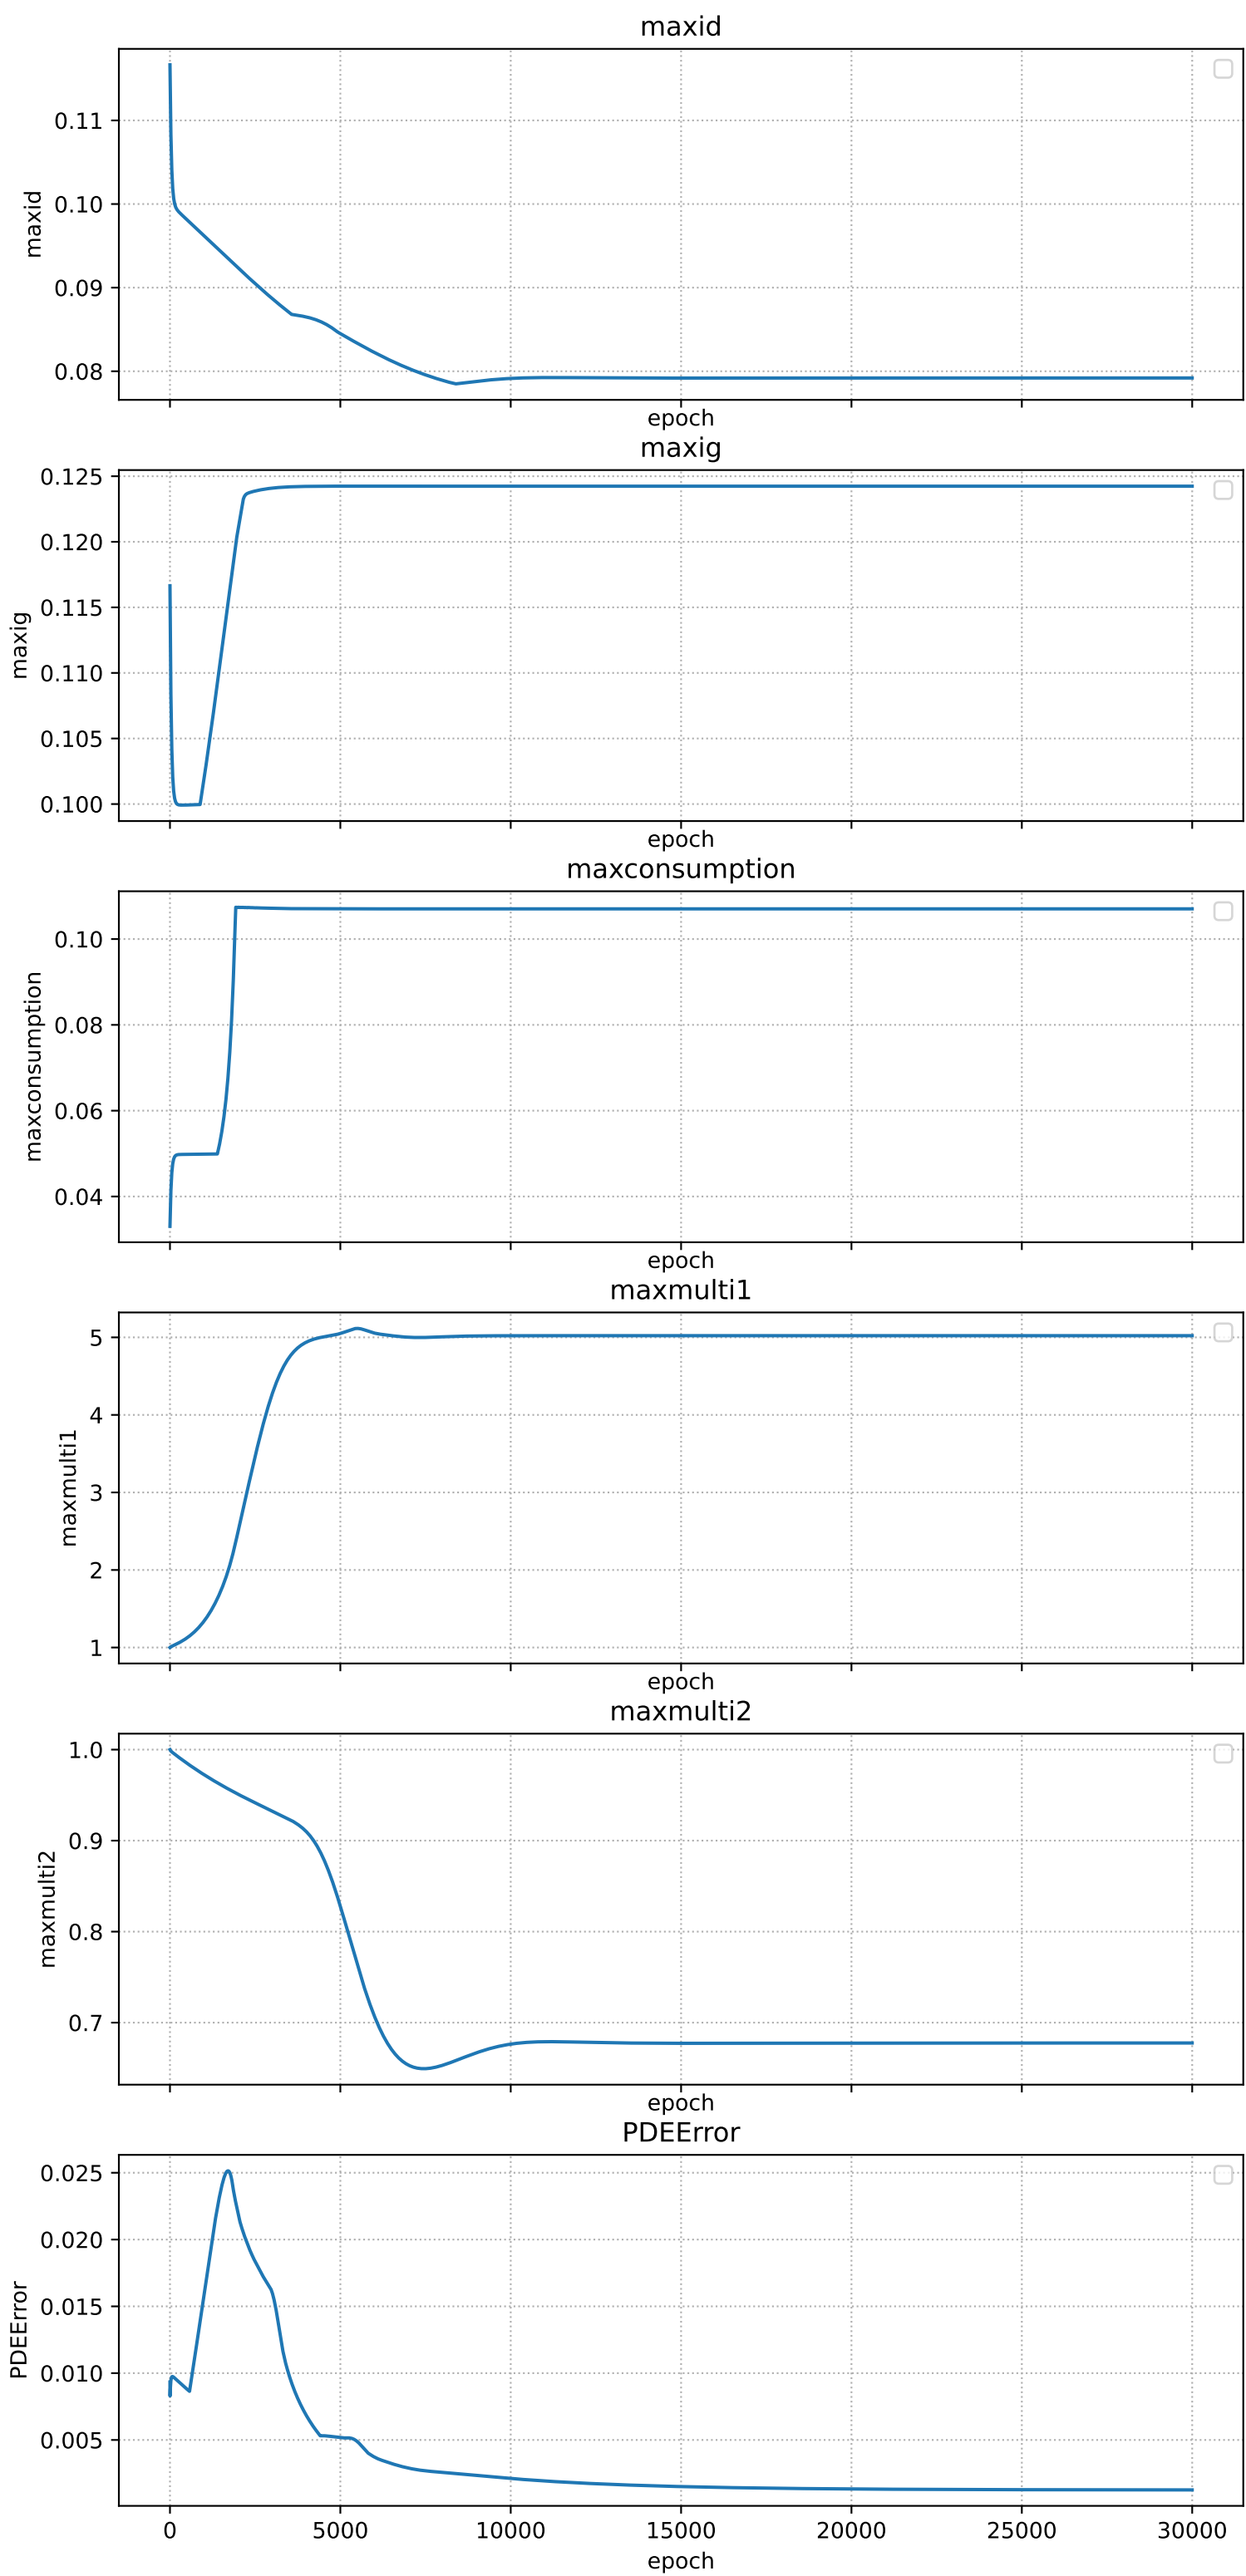 maxid
0.11
0.10
0.09
0.08
maxid
epoch
maxig
0.125
0.120
0.115
0.110
0.105
0.100
maxig
epoch
maxconsumption
0.10
0.08
0.06
0.04
maxconsumption
epoch
maxmulti1
5
4
3
2
1
maxmulti1
epoch
maxmulti2
1.0
0.9
0.8
0.7
maxmulti2
epoch
PDEError
0.025
0.020
0.015
0.010
0.005
PDEError
0 5000 10000 15000 20000 25000 30000
epoch